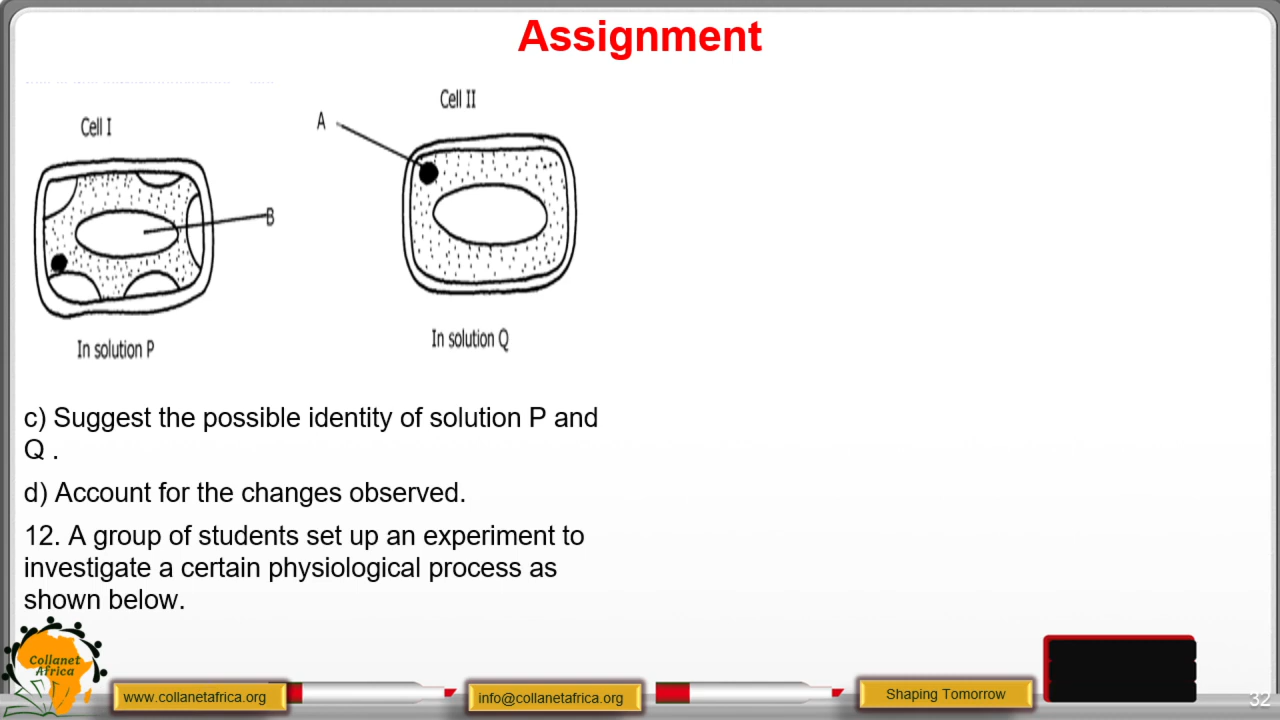 Assignment
Cell I
Cell II
A
B
In solution P
In solution Q
c) Suggest the possible identity of solution P and
Q .
d) Account for the changes observed.
12. A group of students set up an experiment to
investigate a certain physiological process as
shown below.
Collanet
Africa
www.collanetafrica.org
info@collanetafrica.org
Shaping Tomorrow
32